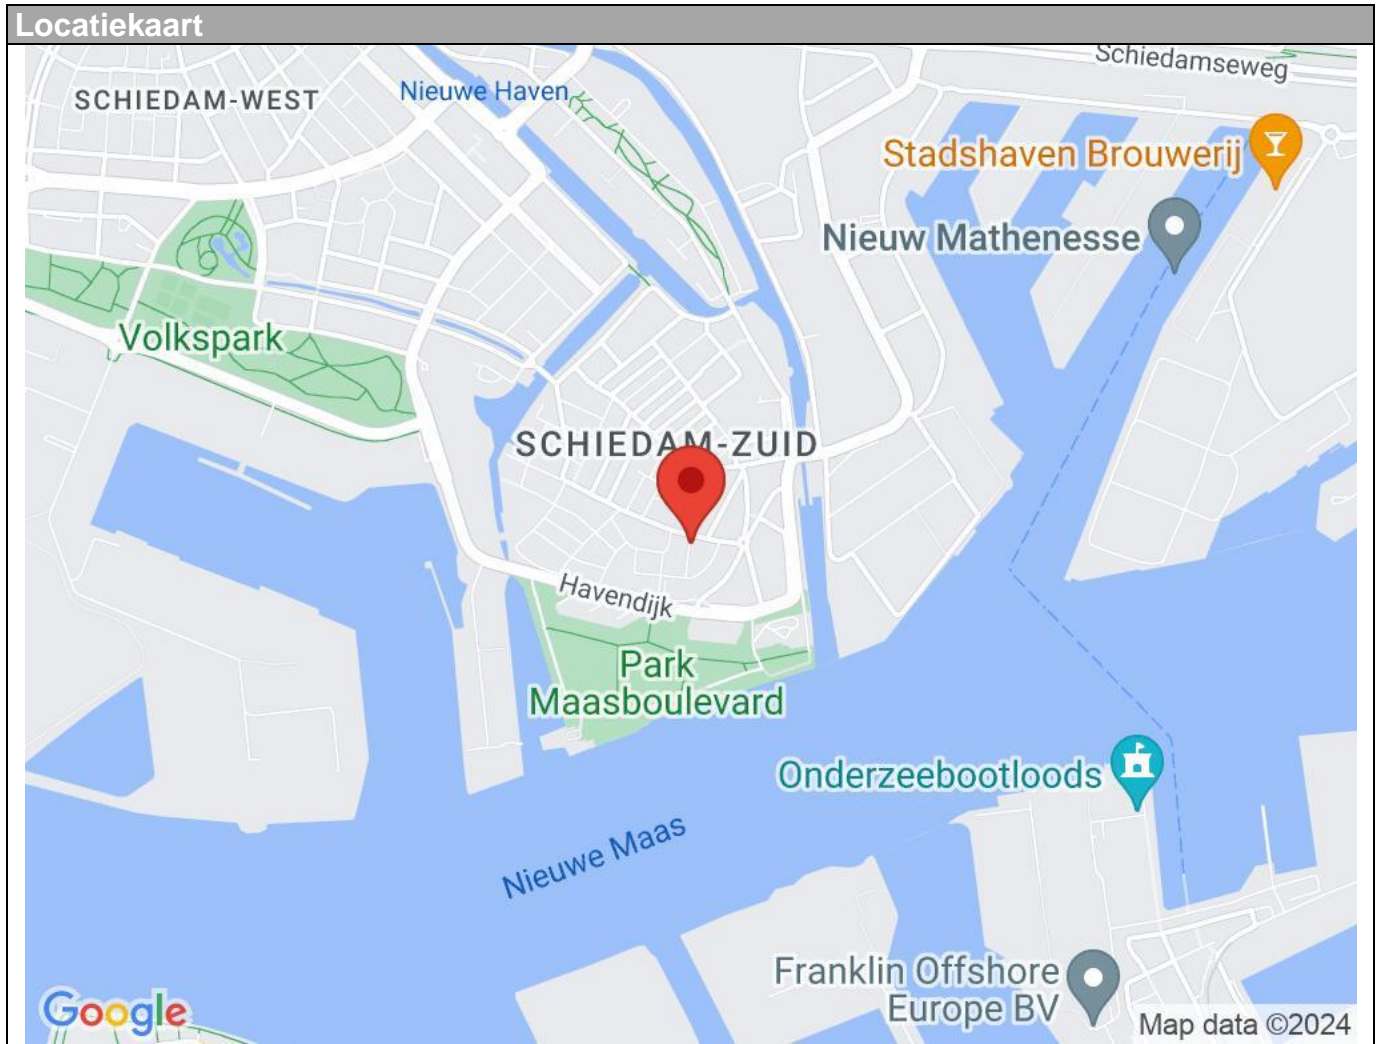 Locatiekaart
Schiedamseweg
SCHIEDAM-WEST
Nieuwe Haven
Stadshaven Brouwerij
Nieuw Mathenesse
Volkspark
SCHIEDAM-ZUID
Havendijk
Park
Maasboulevard
Onderzeebootloods
Nieuwe Maas
Franklin Offshore
Europe BV
Google
Map data ©2024